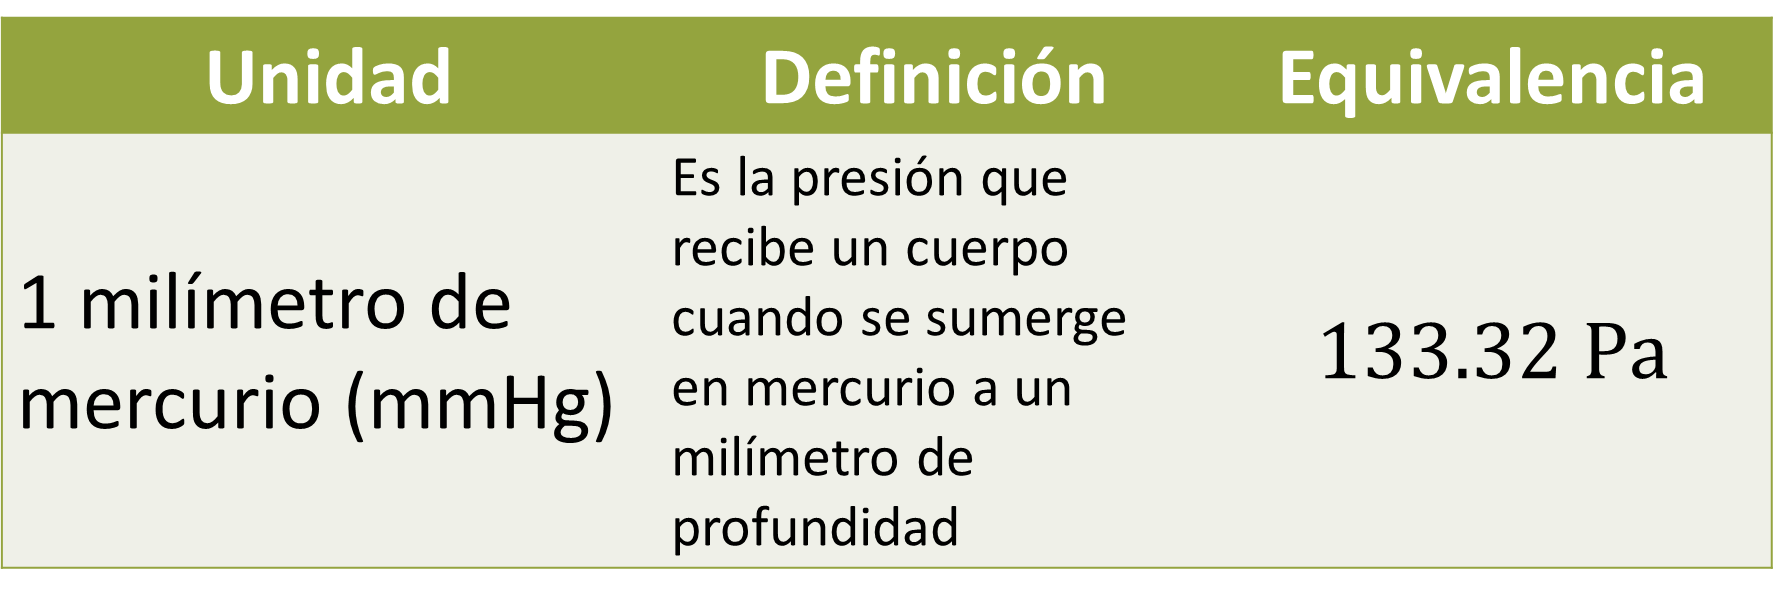 Unidad Definición Equivalencia
1 milímetro de
mercurio (mmHg)
Es la presión que
recibe un cuerpo
cuando se sumerge
en mercurio a un
milímetro de
profundidad
133.32 Pa